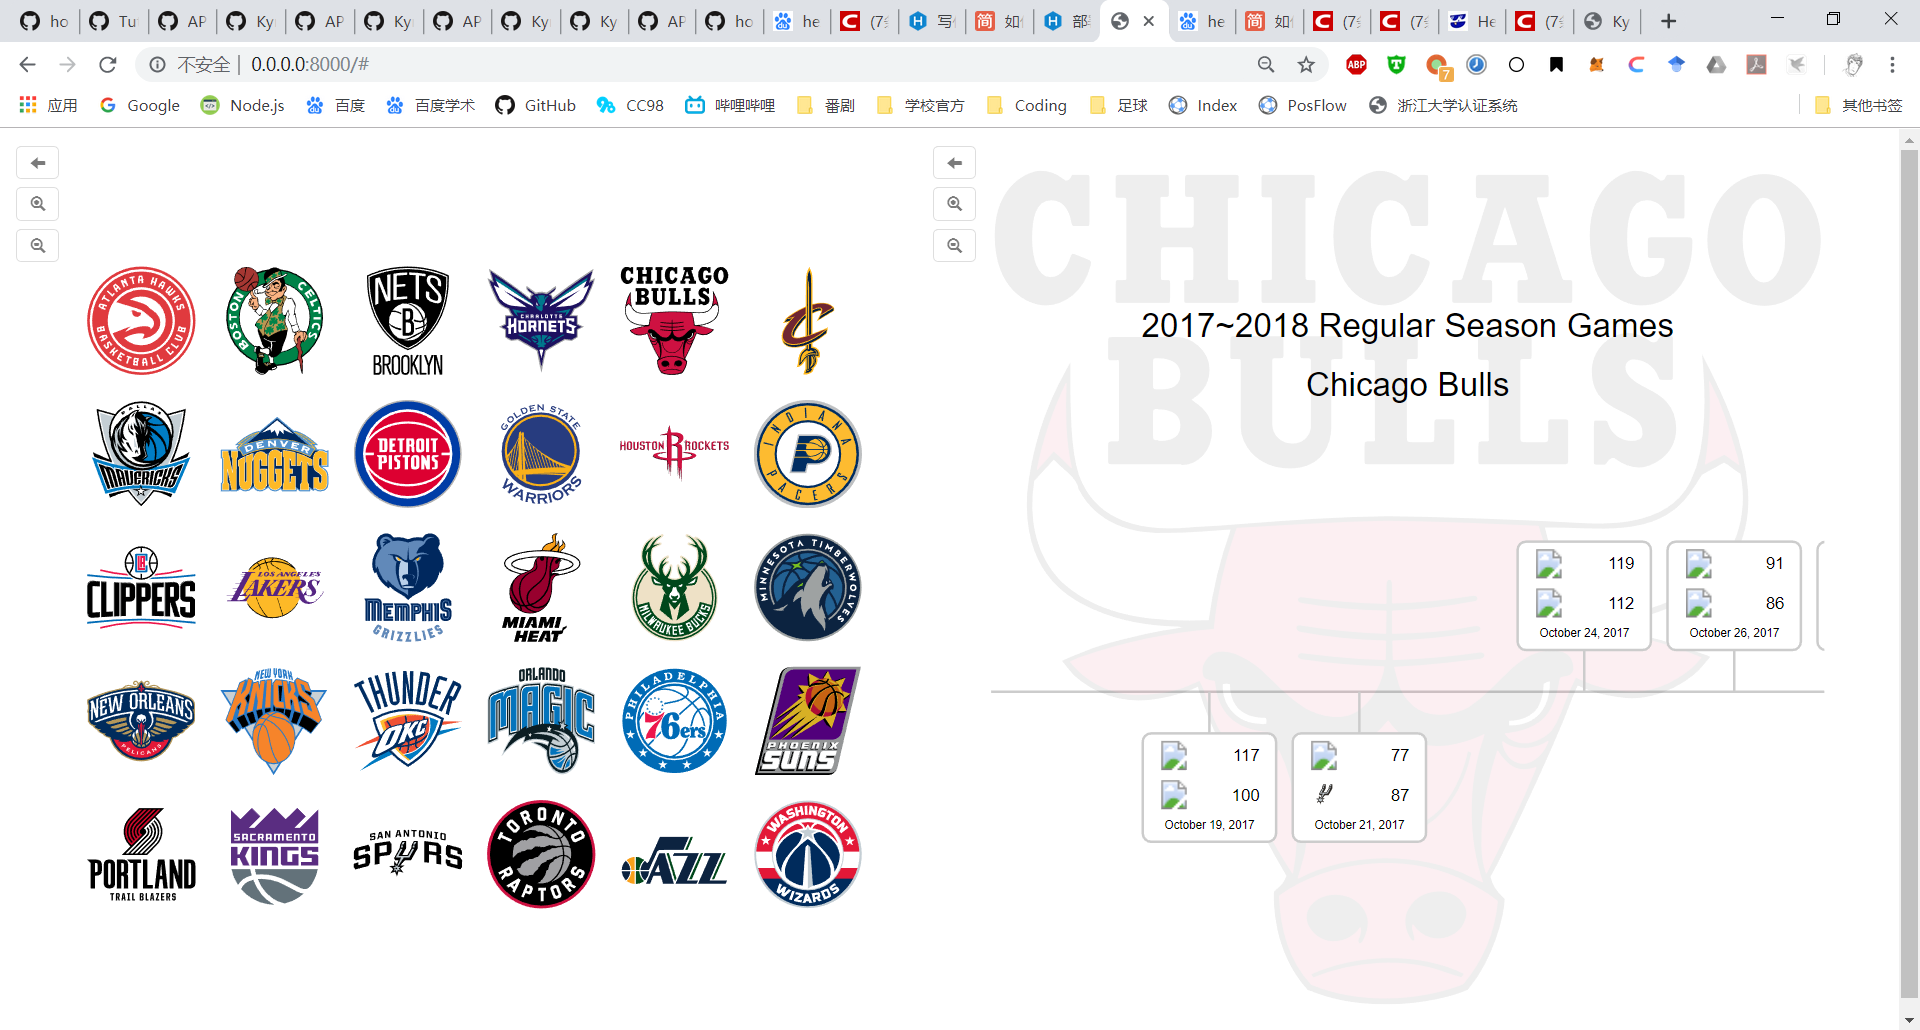 ho Tu AP Ky AP Ky AP Ky Ky AP ho he (7 写 如 部 he 如 (7 (7 He (7 Ky
不安全 | 0.0.0.0:8000/#
ABP 7
应用 Google Node.js 百度 百度学术 GitHub CC98 哔哩哔哩 番剧 学校官方 Coding 足球 Index PosFlow 浙江大学认证系统 其他书签
ATLANTA HAWKS BASKETBALL CLUB
BOSTON CELTICS
NETS B BROOKLYN
CHARLOTTE HORNETS
CHICAGO BULLS
C
DALLAS MAVERICKS
DENVER NUGGETS
DETROIT PISTONS
GOLDEN STATE WARRIORS
HOUSTON ROCKETS
INDIANA PACERS
CLIPPERS
LOS ANGELES LAKERS
MEMPHIS GRIZZLIES
MIAMI HEAT
MILWAUKEE BUCKS
MINNESOTA TIMBERWOLVES
NEW ORLEANS PELICANS
NEW YORK KNICKS
THUNDER OKC
ORLANDO MAGIC
PHILADELPHIA 76ers
PHOENIX SUNS
PORTLAND TRAIL BLAZERS
SACRAMENTO KINGS
SAN ANTONIO SPURS
TORONTO RAPTORS
JAZZ
WASHINGTON WIZARDS
CHICAGO
2017~2018 Regular Season Games
BULLS
Chicago Bulls
119
112
October 24, 2017
91
86
October 26, 2017
117
100
October 19, 2017
77
87
October 21, 2017